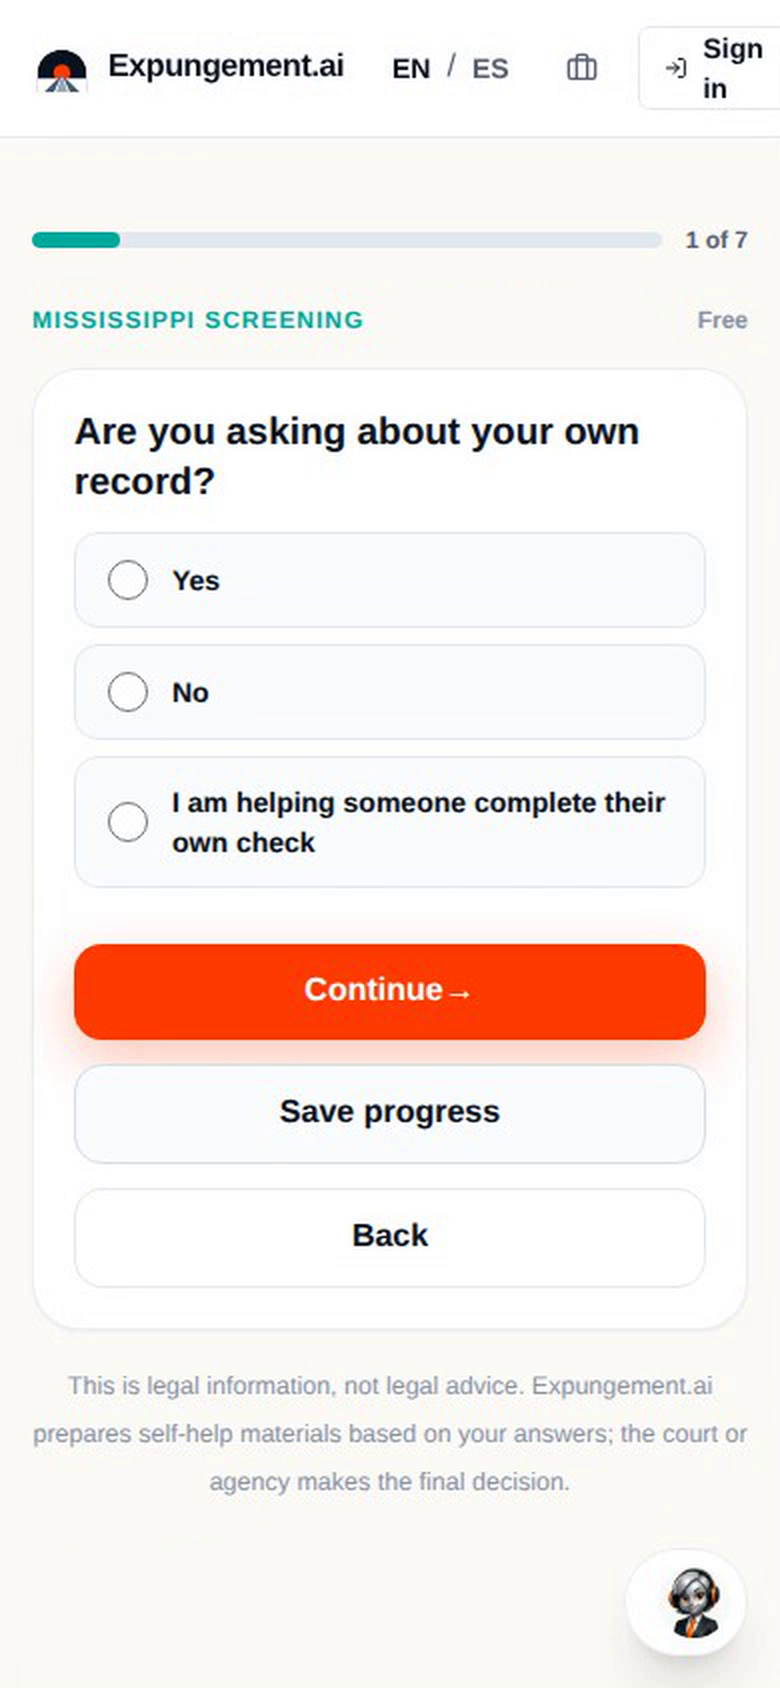 Expungement.ai
EN / ES
Sign
in
1 of 7
MISSISSIPPI SCREENING
Free
Are you asking about your own
record?
Yes
No
I am helping someone complete their
own check
Continue→
Save progress
Back
This is legal information, not legal advice. Expungement.ai
prepares self-help materials based on your answers; the court or
agency makes the final decision.